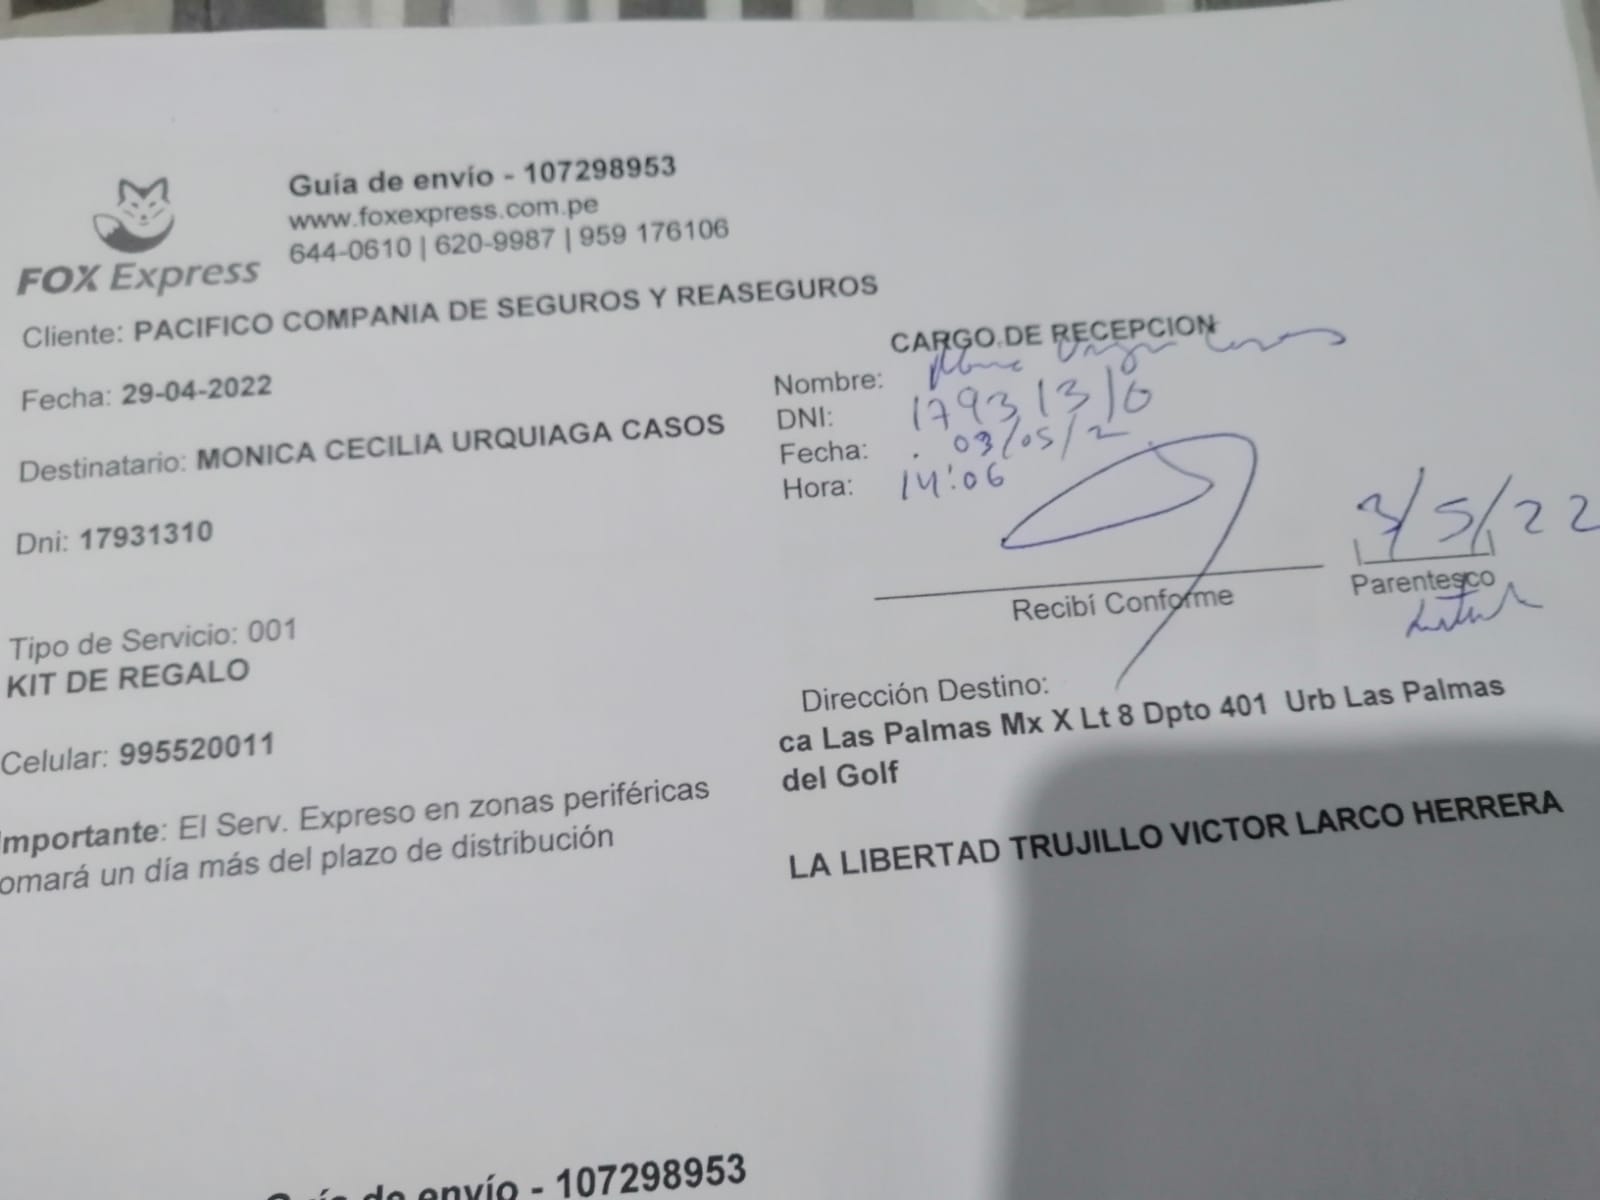 FOX Express
Guía de envío - 107298953
www.foxexpress.com.pe
644-0610 | 620-9987 | 959 176106
Cliente: PACIFICO COMPANIA DE SEGUROS Y REASEGUROS
Fecha: 29-04-2022
Destinatario: MONICA CECILIA URQUIAGA CASOS
Dni: 17931310
Tipo de Servicio: 001
KIT DE REGALO
Celular: 995520011
mportante: El Serv. Expreso en zonas periféricas
omará un día más del plazo de distribución
CARGO DE RECEPCION
Nombre:
DNI: 17931310
Fecha: 03/05/2
Hora: 14:06
Recibí Conforme
3/5/22
Parentesco
Dirección Destino:
ca Las Palmas Mx X Lt 8 Dpto 401 Urb Las Palmas
del Golf
LA LIBERTAD TRUJILLO VICTOR LARCO HERRERA
Guía de envío - 107298953